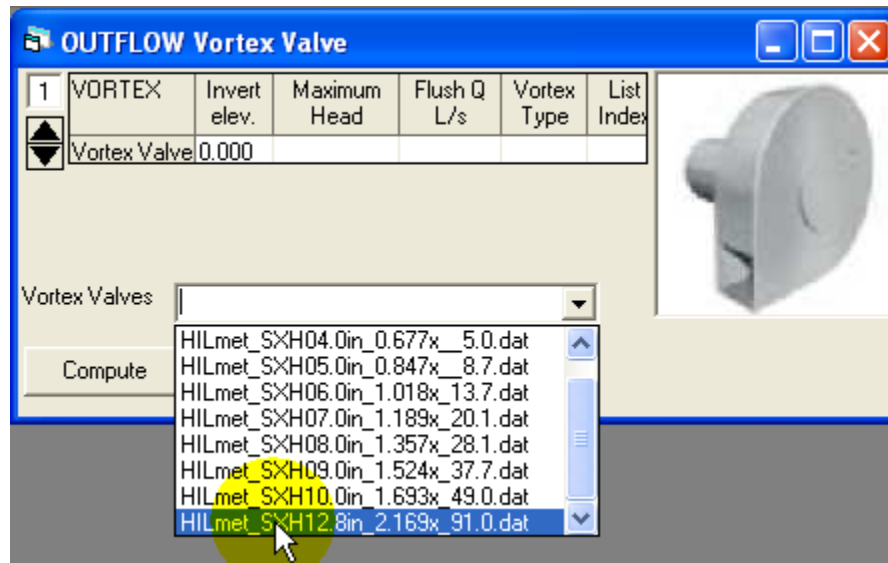 OUTFLOW Vortex Valve
1 VORTEX Invert elev. Maximum Head Flush Q L/s Vortex Type List Index
Vortex Valve 0.000
Vortex Valves
HILmet_SXH04.0in_0.677x__5.0.dat
HILmet_SXH05.0in_0.847x__8.7.dat
HILmet_SXH06.0in_1.018x_13.7.dat
HILmet_SXH07.0in_1.189x_20.1.dat
HILmet_SXH08.0in_1.357x_28.1.dat
HILmet_SXH09.0in_1.524x_37.7.dat
HILmet_SXH10.0in_1.693x_49.0.dat
HILmet_SXH12.8in_2.169x_91.0.dat
Compute